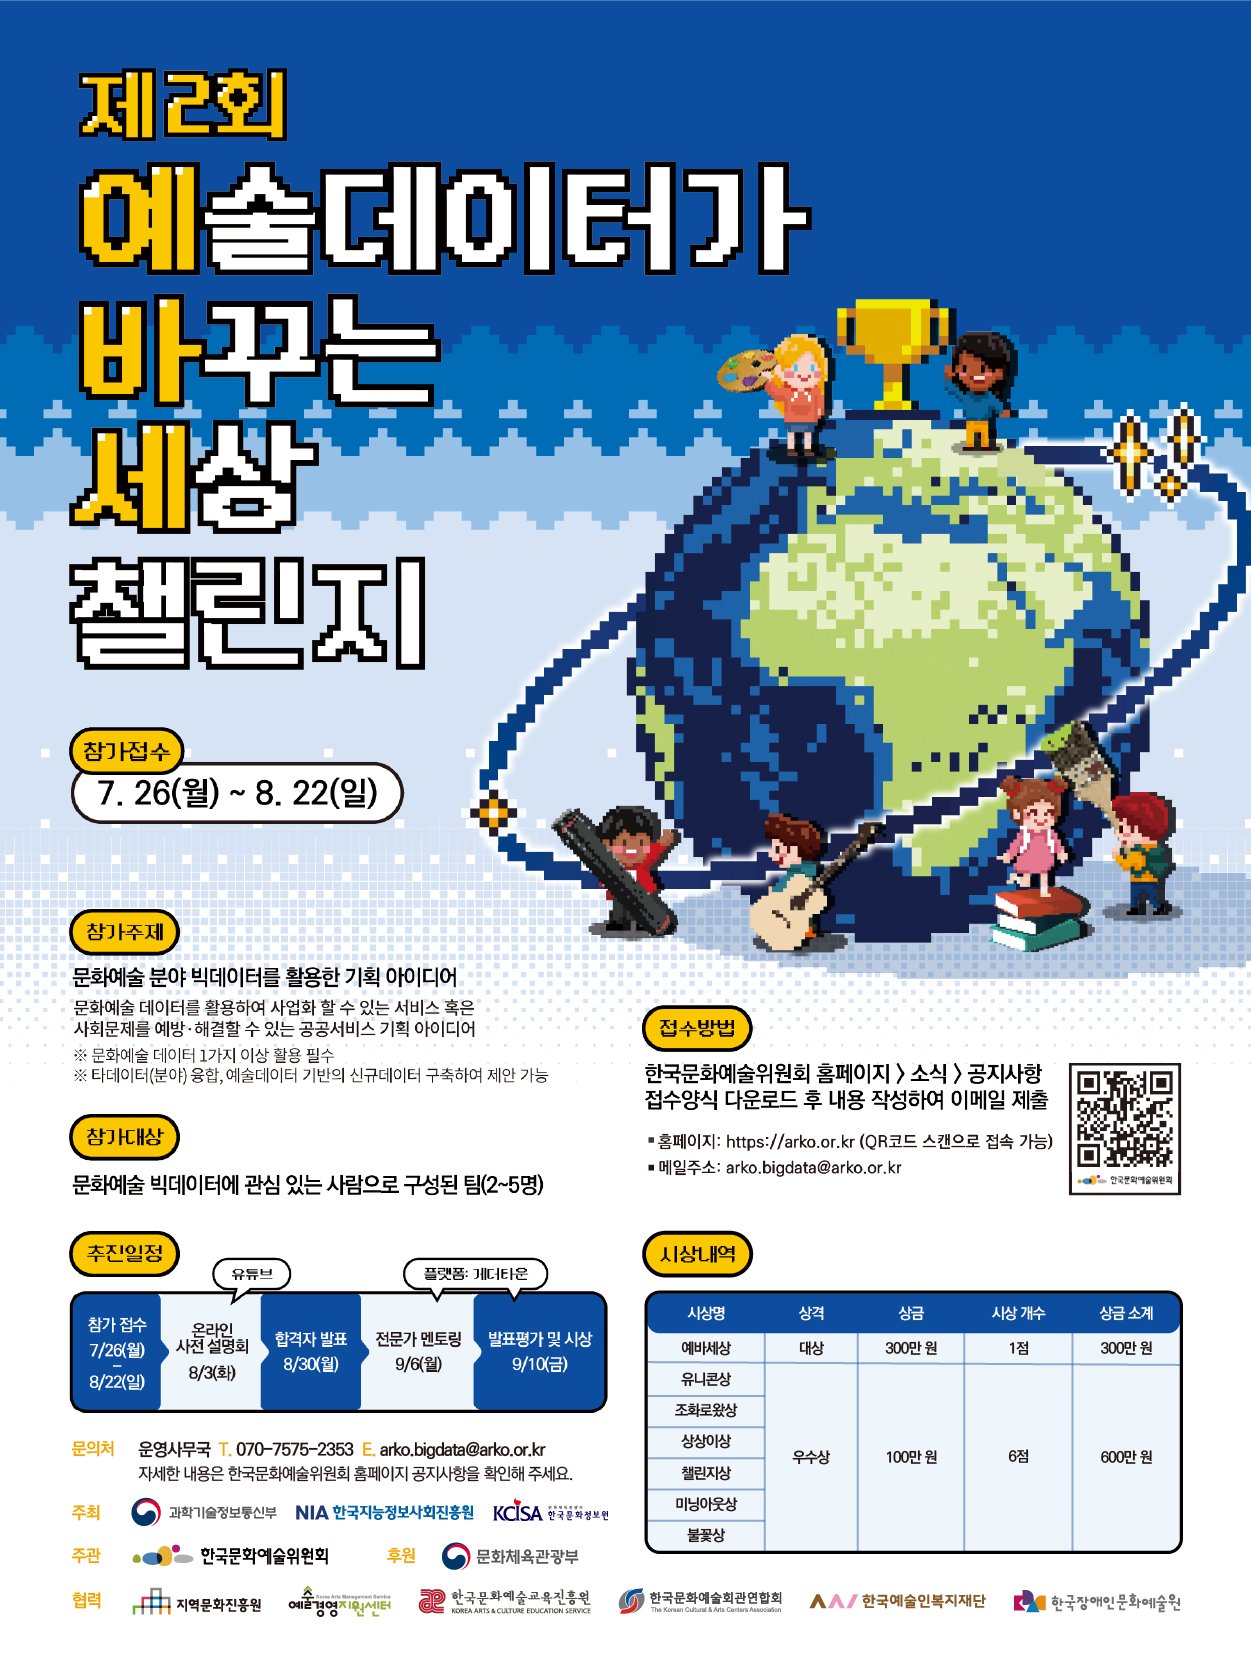 제2회
예술데이터가
바꾸는
세상
챌린지
참가접수
7. 26(월) ~ 8. 22(일)
참가주제
문화예술 분야 빅데이터를 활용한 기획 아이디어
문화예술 데이터를 활용하여 사업화 할 수 있는 서비스 혹은
사회문제를 예방·해결할 수 있는 공공서비스 기획 아이디어
※ 문화예술 데이터 1가지 이상 활용 필수
※ 타데이터(분야) 융합, 예술데이터 기반의 신규데이터 구축하여 제안 가능
참가대상
문화예술 빅데이터에 관심 있는 사람으로 구성된 팀(2~5명)
접수방법
한국문화예술위원회 홈페이지 > 소식 > 공지사항
접수양식 다운로드 후 내용 작성하여 이메일 제출
▪ 홈페이지: https://arko.or.kr (QR코드 스캔으로 접속 가능)
▪ 메일주소: arko.bigdata@arko.or.kr
한국문화예술위원회
추진일정
유튜브
플랫폼: 게더타운
참가 접수
7/26(월)
–
8/22(일)
온라인
사전 설명회
8/3(화)
합격자 발표
8/30(월)
전문가 멘토링
9/6(월)
발표평가 및 시상
9/10(금)
시상내역
시상명 상격 상금 시상 개수 상금 소계
예바세상 대상 300만 원 1점 300만 원
유니콘상
조화로왔상
상상이상
챌린지상
미닝아웃상
불꽃상
우수상 100만 원 6점 600만 원
문의처 운영사무국 T. 070-7575-2353 E. arko.bigdata@arko.or.kr
자세한 내용은 한국문화예술위원회 홈페이지 공지사항을 확인해 주세요.
주최 과학기술정보통신부 NIA 한국지능정보사회진흥원 KCISA 문화체육관광부 한국문화정보원
주관 한국문화예술위원회 후원 문화체육관광부
협력 지역문화진흥원 Korea Arts Management Service 예술경영지원센터 한국문화예술교육진흥원 KOREA ARTS & CULTURE EDUCATION SERVICE 한국문화예술회관연합회 The Korean Cultural & Arts Centers Association 한국예술인복지재단 한국장애인문화예술원